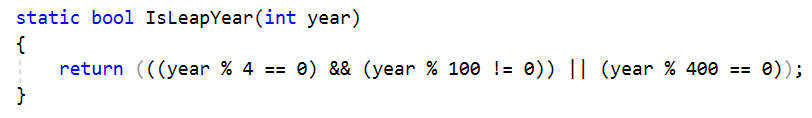 static bool IsLeapYear(int year)
{
    return (((year % 4 == 0) && (year % 100 != 0)) || (year % 400 == 0));
}